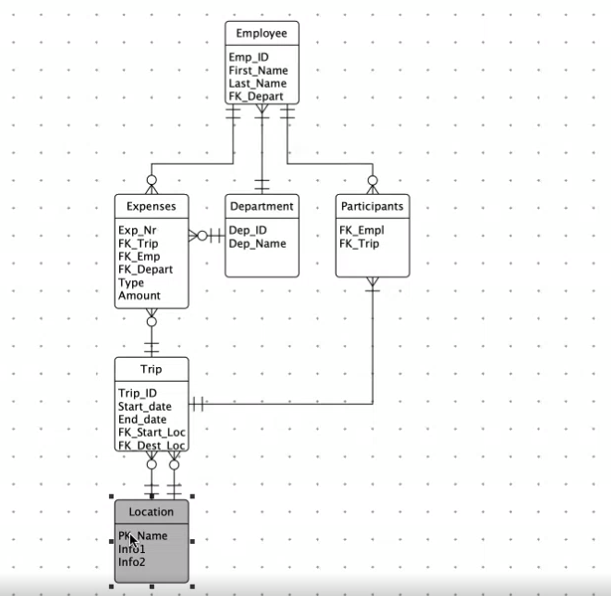 Employee
Emp_ID
First_Name
Last_Name
FK_Depart
Expenses
Exp_Nr
FK_Trip
FK_Emp
FK_Depart
Type
Amount
Department
Dep_ID
Dep_Name
Participants
FK_Empl
FK_Trip
Trip
Trip_ID
Start_date
End_date
FK_Start_Loc
FK_Dest_Loc
Location
PK_Name
Info1
Info2